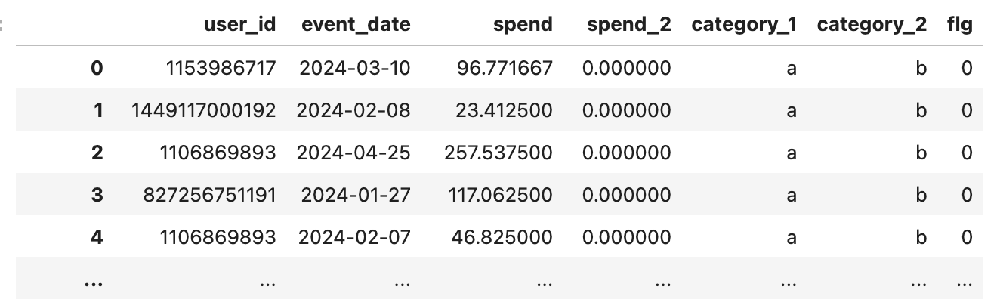 user_id event_date spend spend_2 category_1 category_2 flg
0 1153986717 2024-03-10 96.771667 0.000000 a b 0
1 1449117000192 2024-02-08 23.412500 0.000000 a b 0
2 1106869893 2024-04-25 257.537500 0.000000 a b 0
3 827256751191 2024-01-27 117.062500 0.000000 a b 0
4 1106869893 2024-02-07 46.825000 0.000000 a b 0
... ... ... ... ... ... ... ...